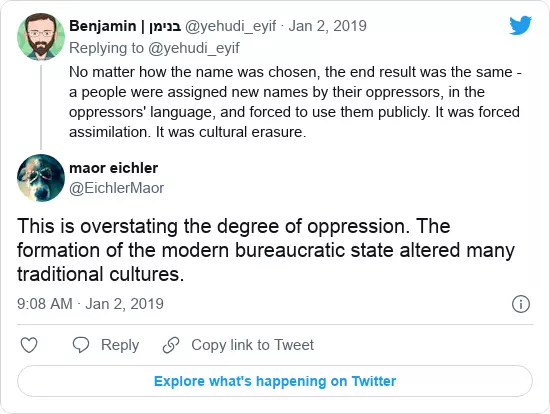 Benjamin | בנימן @yehudi_eyif · Jan 2, 2019
Replying to @yehudi_eyif
No matter how the name was chosen, the end result was the same -
a people were assigned new names by their oppressors, in the
oppressors' language, and forced to use them publicly. It was forced
assimilation. It was cultural erasure.
maor eichler
@EichlerMaor
This is overstating the degree of oppression. The
formation of the modern bureaucratic state altered many
traditional cultures.
9:08 AM · Jan 2, 2019
Reply Copy link to Tweet
Explore what's happening on Twitter